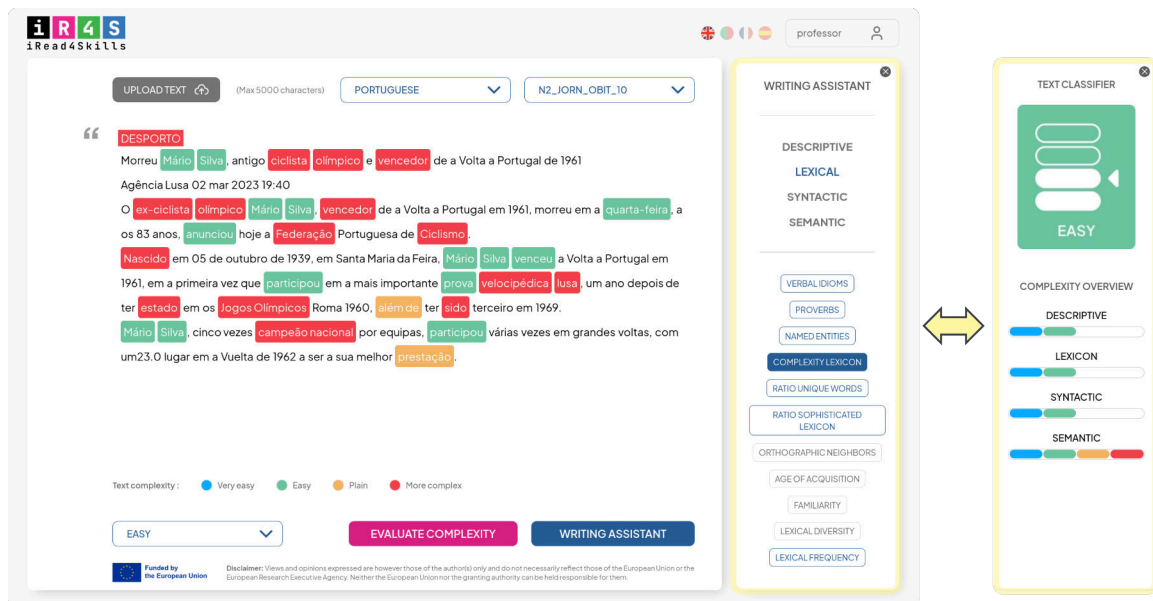 iR4S
iRead4Skills
professor
UPLOAD TEXT
(Max 5000 characters)
PORTUGUESE
N2_JORN_OBIT_10
“
DESPORTO
Morreu Mário Silva, antigo ciclista olímpico e vencedor de a Volta a Portugal de 1961
Agência Lusa 02 mar 2023 19:40
O ex-ciclista olímpico Mário Silva, vencedor de a Volta a Portugal em 1961, morreu em a quarta-feira, a
os 83 anos, anunciou hoje a Federação Portuguesa de Ciclismo.
Nascido em 05 de outubro de 1939, em Santa Maria da Feira, Mário Silva venceu a Volta a Portugal em
1961, em a primeira vez que participou em a mais importante prova velocipédica lusa, um ano depois de
ter estado em os Jogos Olímpicos Roma 1960, além de ter sido terceiro em 1969.
Mário Silva, cinco vezes campeão nacional por equipas, participou várias vezes em grandes voltas, com
um23.0 lugar em a Vuelta de 1962 a ser a sua melhor prestação.
Text complexity :
Very easy
Easy
Plain
More complex
EASY
EVALUATE COMPLEXITY
WRITING ASSISTANT
Funded by
the European Union
Disclaimer: Views and opinions expressed are however those of the author(s) only and do not necessarily reflect those of the European Union or the
European Research Executive Agency. Neither the European Union nor the granting authority can be held responsible for them.
WRITING ASSISTANT
DESCRIPTIVE
LEXICAL
SYNTACTIC
SEMANTIC
VERBAL IDIOMS
PROVERBS
NAMED ENTITIES
COMPLEXITY LEXICON
RATIO UNIQUE WORDS
RATIO SOPHISTICATED
LEXICON
ORTHOGRAPHIC NEIGHBORS
AGE OF ACQUISITION
FAMILIARITY
LEXICAL DIVERSITY
LEXICAL FREQUENCY
TEXT CLASSIFIER
EASY
COMPLEXITY OVERVIEW
DESCRIPTIVE
LEXICON
SYNTACTIC
SEMANTIC